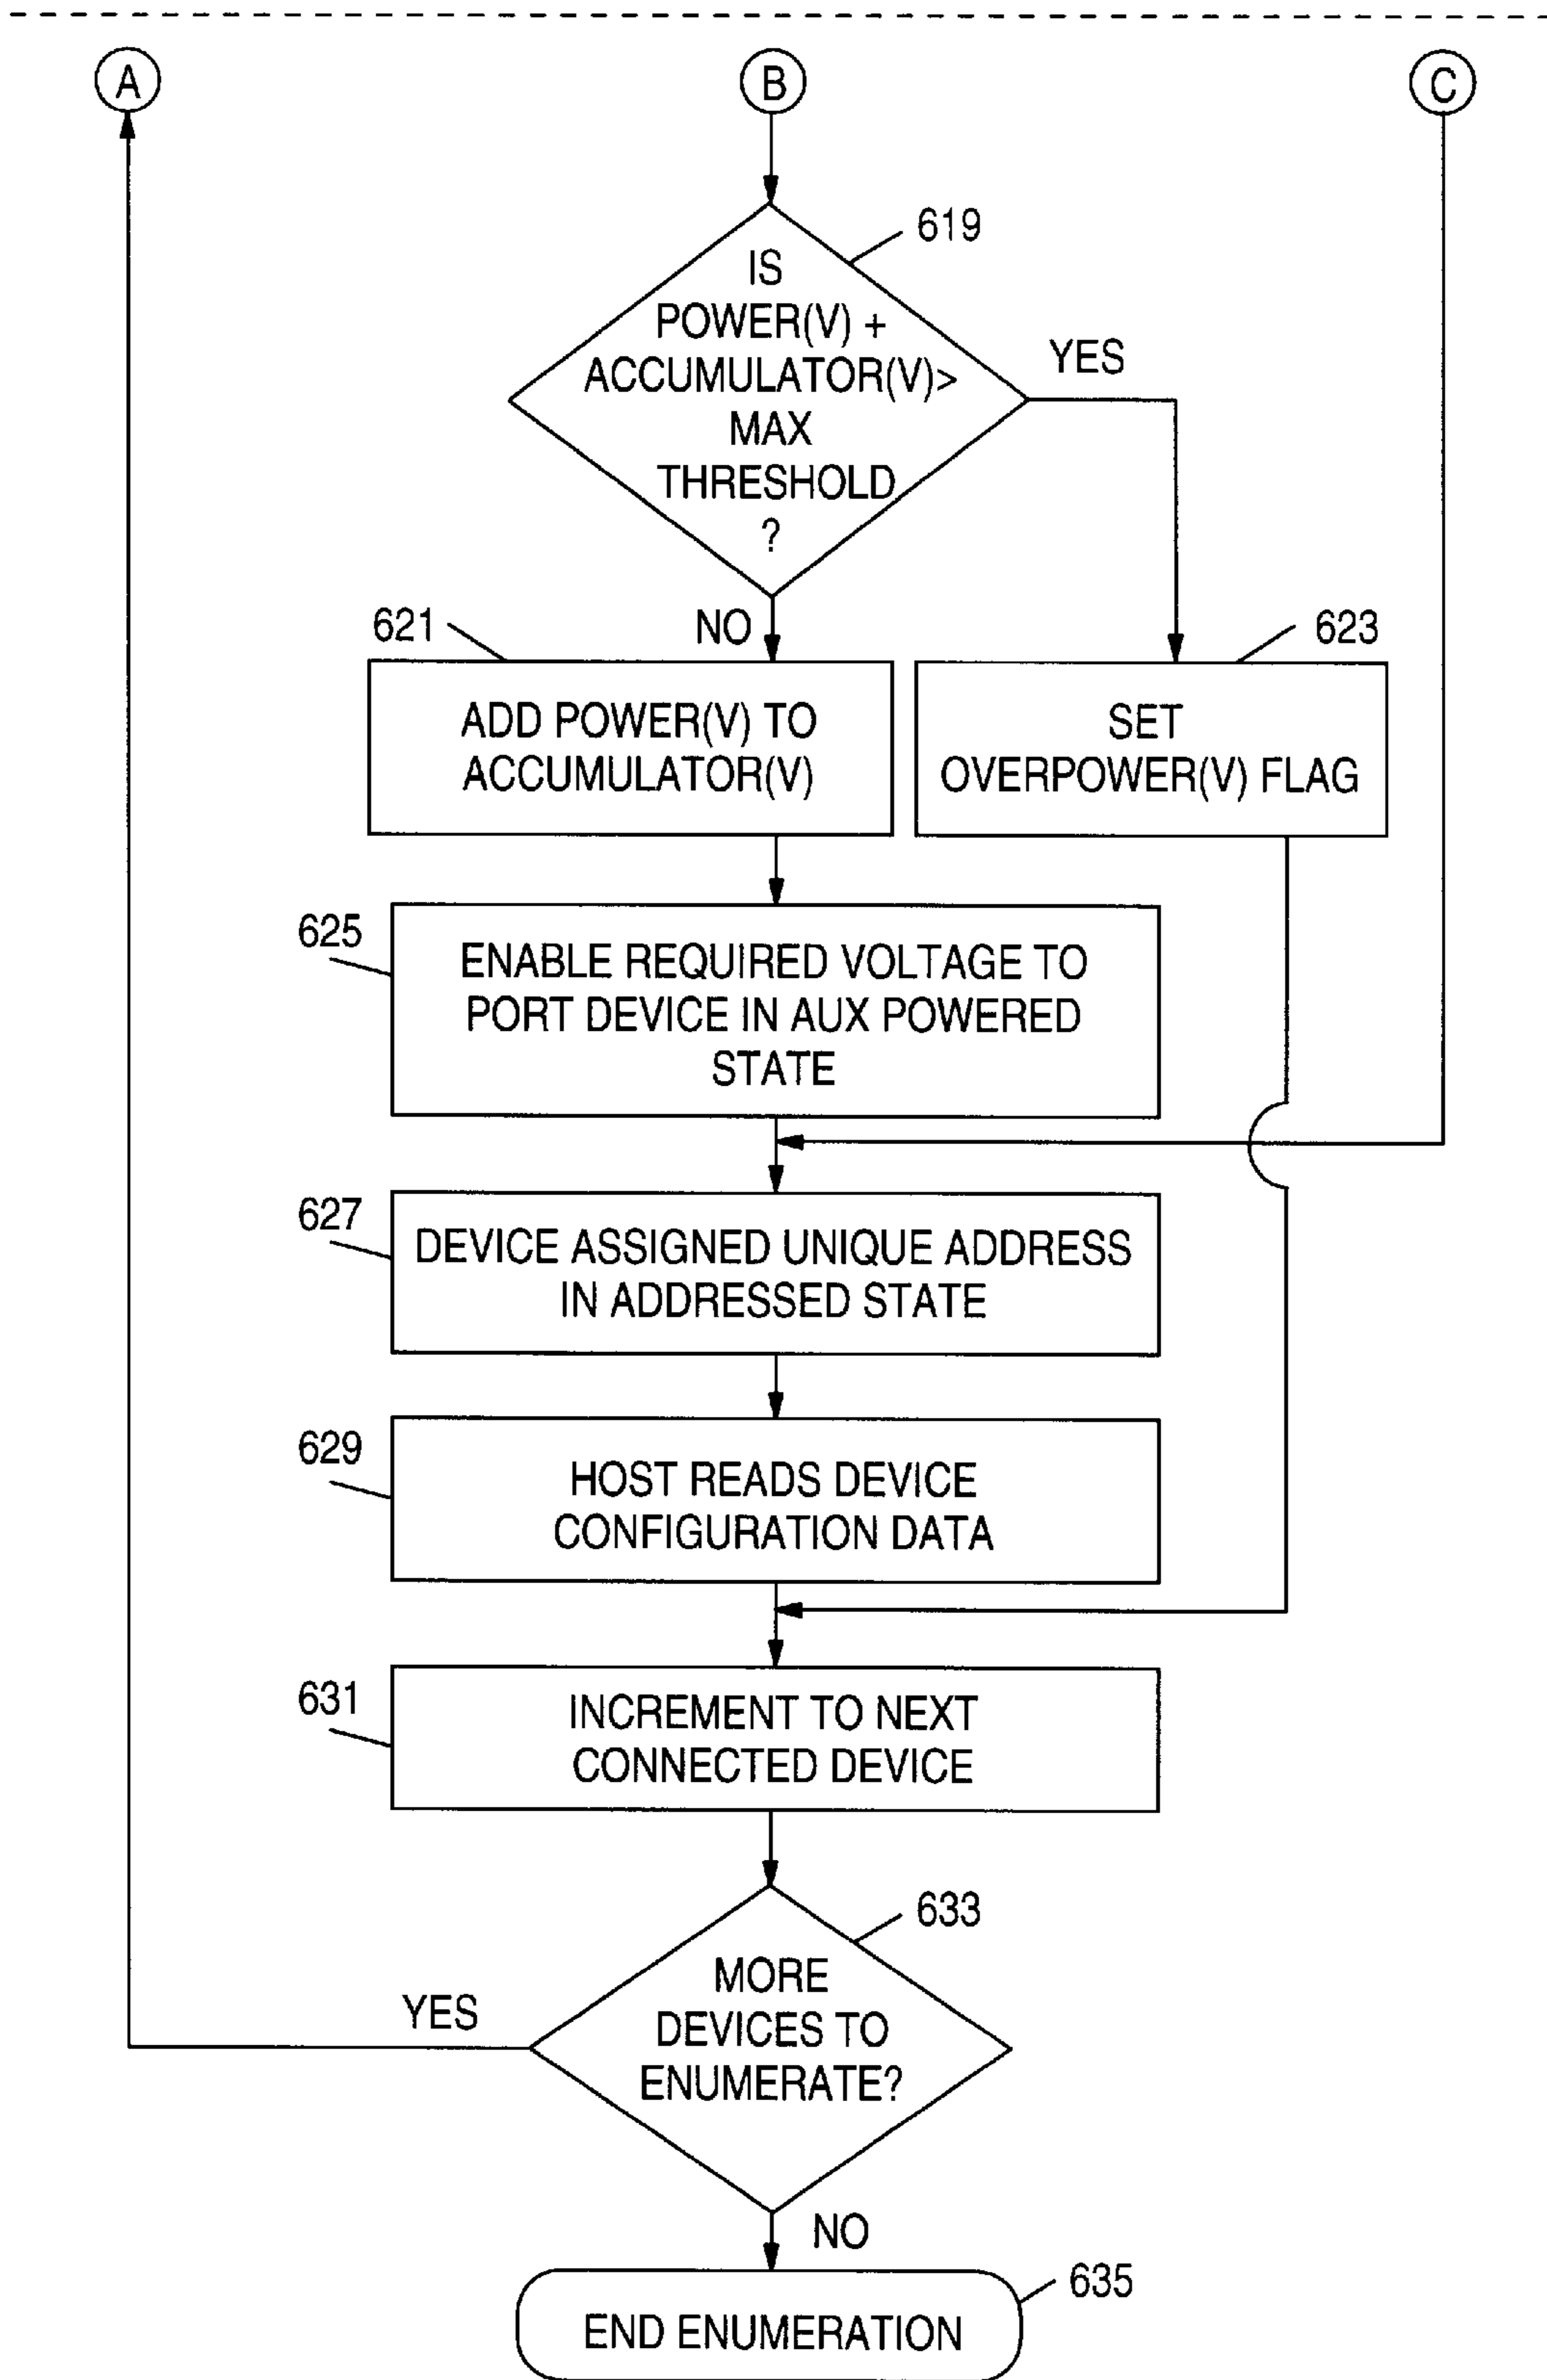 A
B
C
619
IS
POWER(V) +
ACCUMULATOR(V)>
MAX
THRESHOLD
?
YES
NO
621
ADD POWER(V) TO
ACCUMULATOR(V)
623
SET
OVERPOWER(V) FLAG
625
ENABLE REQUIRED VOLTAGE TO
PORT DEVICE IN AUX POWERED
STATE
627
DEVICE ASSIGNED UNIQUE ADDRESS
IN ADDRESSED STATE
629
HOST READS DEVICE
CONFIGURATION DATA
631
INCREMENT TO NEXT
CONNECTED DEVICE
633
MORE
DEVICES TO
ENUMERATE?
YES
NO
635
END ENUMERATION